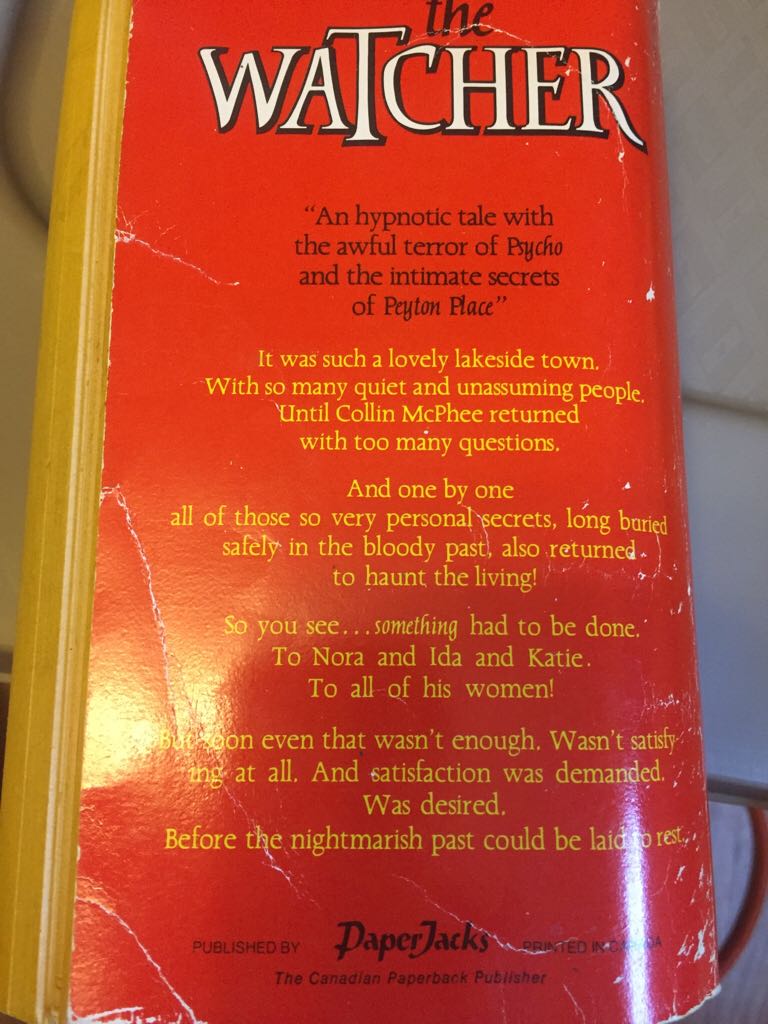 the
WATCHER
"An hypnotic tale with
the awful terror of Psycho
and the intimate secrets
of Peyton Place"
It was such a lovely lakeside town.
With so many quiet and unassuming people.
Until Collin McPhee returned
with too many questions.
And one by one
all of those so very personal secrets, long buried
safely in the bloody past, also returned
to haunt the living!
So you see...something had to be done.
To Nora and Ida and Katie.
To all of his women!
But soon even that wasn't enough. Wasn't satisfy-
ing at all. And satisfaction was demanded.
Was desired.
Before the nightmarish past could be laid to rest.
PUBLISHED BY PaperJacks PRINTED IN CANADA
The Canadian Paperback Publisher